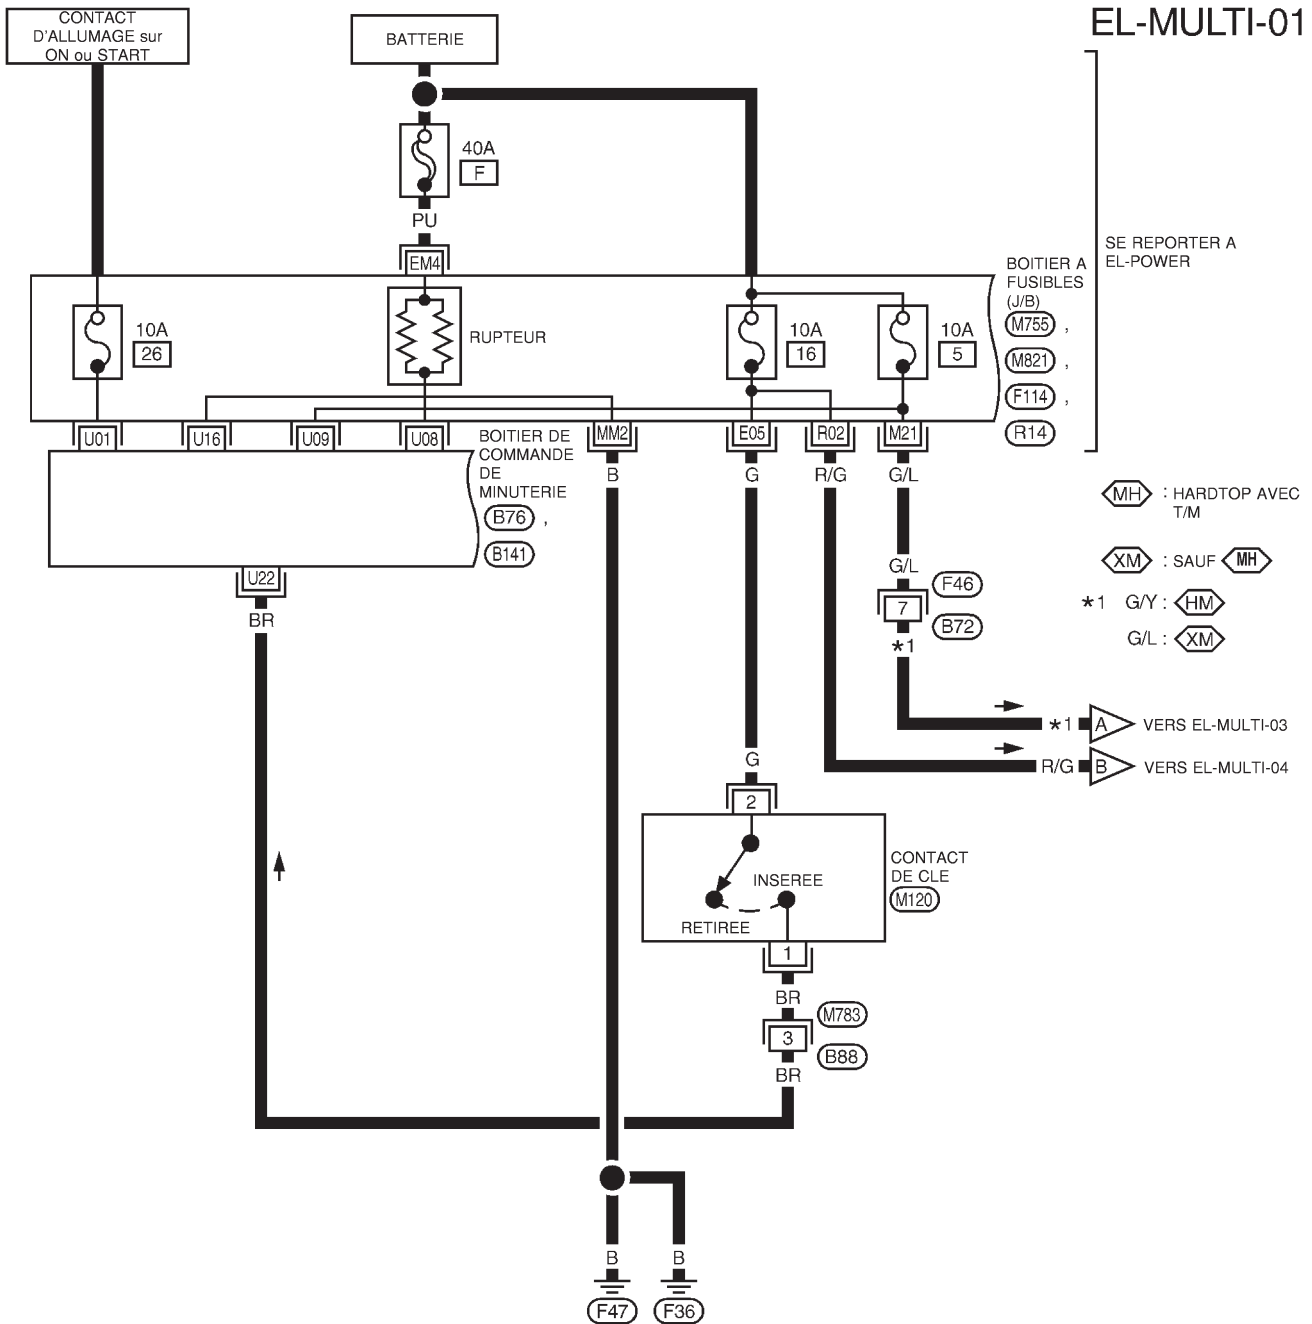 EL-MULTI-01
CONTACT
D'ALLUMAGE sur
ON ou START
BATTERIE
40A
F
PU
EM4
SE REPORTER A
EL-POWER
BOITIER A
FUSIBLES
(J/B)
M755 ,
M821 ,
F114 ,
R14
10A
26
RUPTEUR
10A
16
10A
5
U01
U16
U09
U08
MM2
E05
R02
M21
BOITIER DE
COMMANDE
DE
MINUTERIE
B76 ,
B141
B
G
R/G
G/L
MH : HARDTOP AVEC
T/M
XM : SAUF MH
*1 G/Y : HM
G/L : XM
U22
BR
G/L
F46
7
B72
*1
*1
A
VERS EL-MULTI-03
R/G
B
VERS EL-MULTI-04
G
2
CONTACT
DE CLE
M120
INSEREE
RETIREE
1
BR
M783
3
B88
BR
B
B
F47
F36